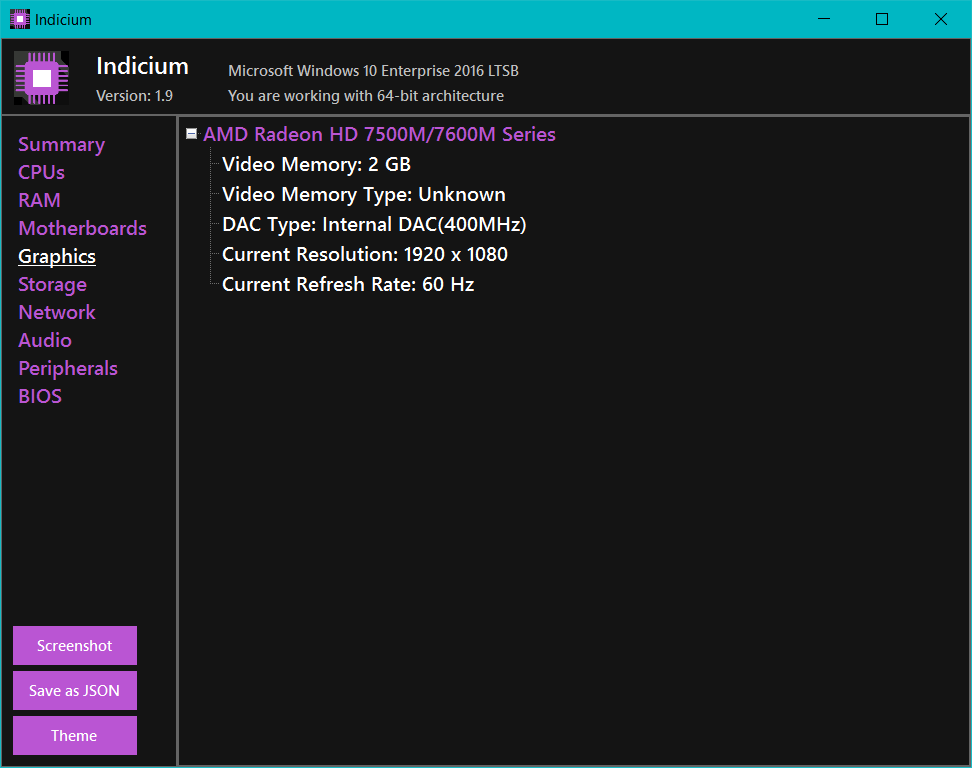 Indicium
Indicium
Version: 1.9
Microsoft Windows 10 Enterprise 2016 LTSB
You are working with 64-bit architecture
Summary
CPUs
RAM
Motherboards
Graphics
Storage
Network
Audio
Peripherals
BIOS
Screenshot
Save as JSON
Theme
AMD Radeon HD 7500M/7600M Series
Video Memory: 2 GB
Video Memory Type: Unknown
DAC Type: Internal DAC(400MHz)
Current Resolution: 1920 x 1080
Current Refresh Rate: 60 Hz